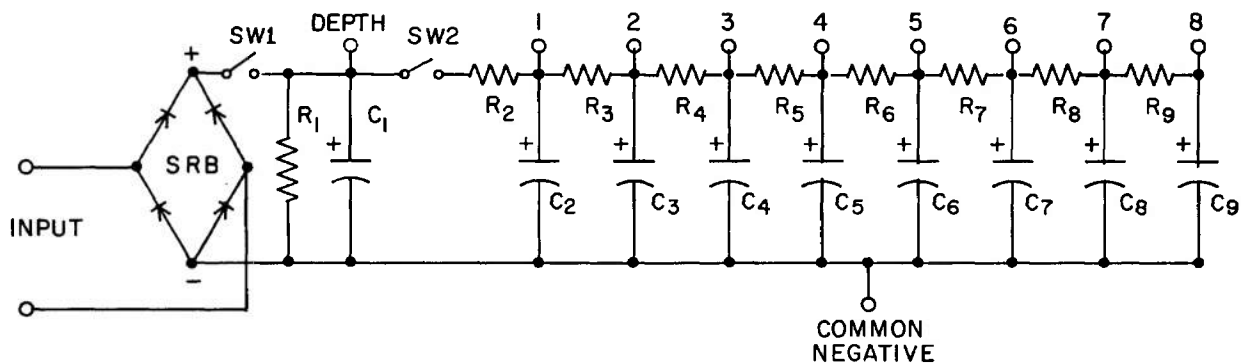 1 2 3 4 5 6 7 8
DEPTH
SW1 SW2
+
R2 R3 R4 R5 R6 R7 R8 R9
R1 C1
+ + + + + + + + +
SRB
C2 C3 C4 C5 C6 C7 C8 C9
INPUT
−
COMMON
NEGATIVE